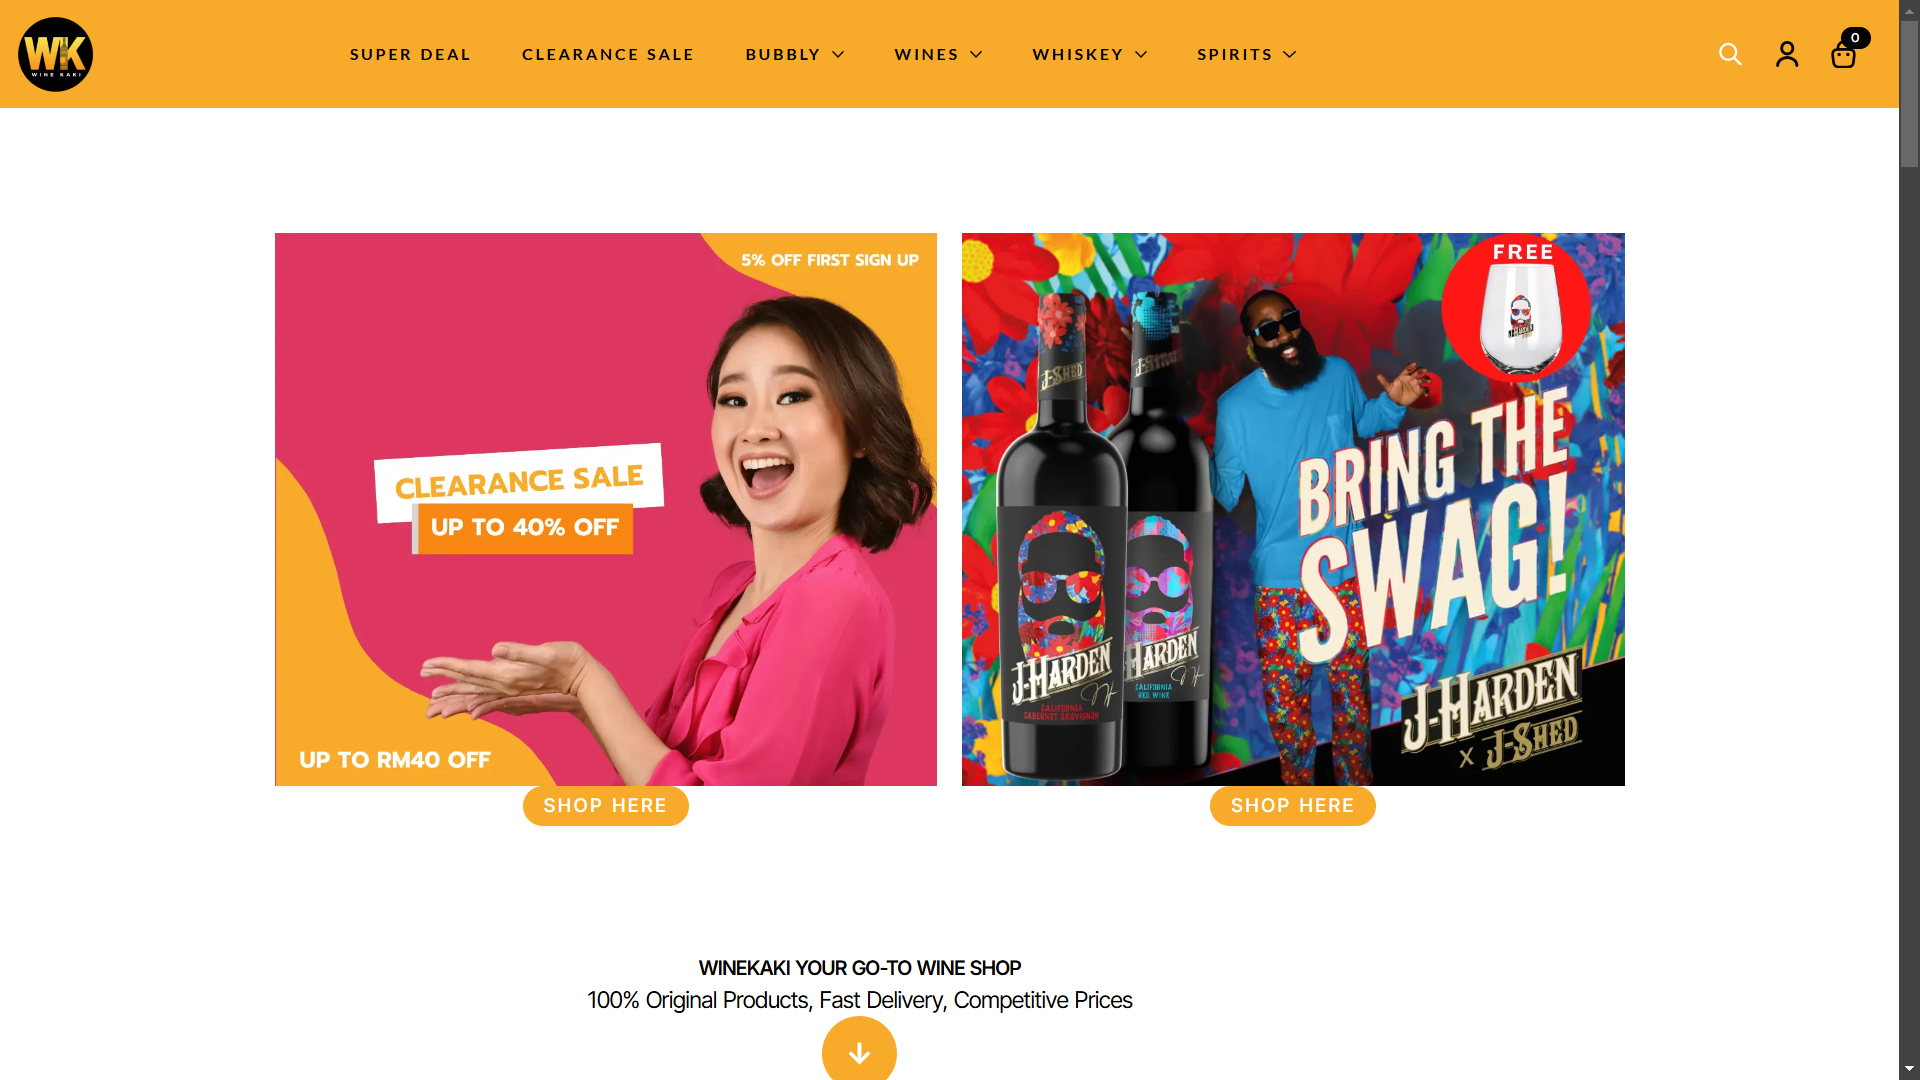 WK
WINE KAKI
SUPER DEAL
CLEARANCE SALE
BUBBLY
WINES
WHISKEY
SPIRITS
0
5% OFF FIRST SIGN UP
CLEARANCE SALE
UP TO 40% OFF
UP TO RM40 OFF
SHOP HERE
FREE
J-HARDEN
J-SHED
J-SHED
BRING THE
SWAG!
J-HARDEN
CALIFORNIA
CABERNET SAUVIGNON
HARDEN
CALIFORNIA
RED WINE
J-HARDEN
X J-SHED
SHOP HERE
WINEKAKI YOUR GO-TO WINE SHOP
100% Original Products, Fast Delivery, Competitive Prices